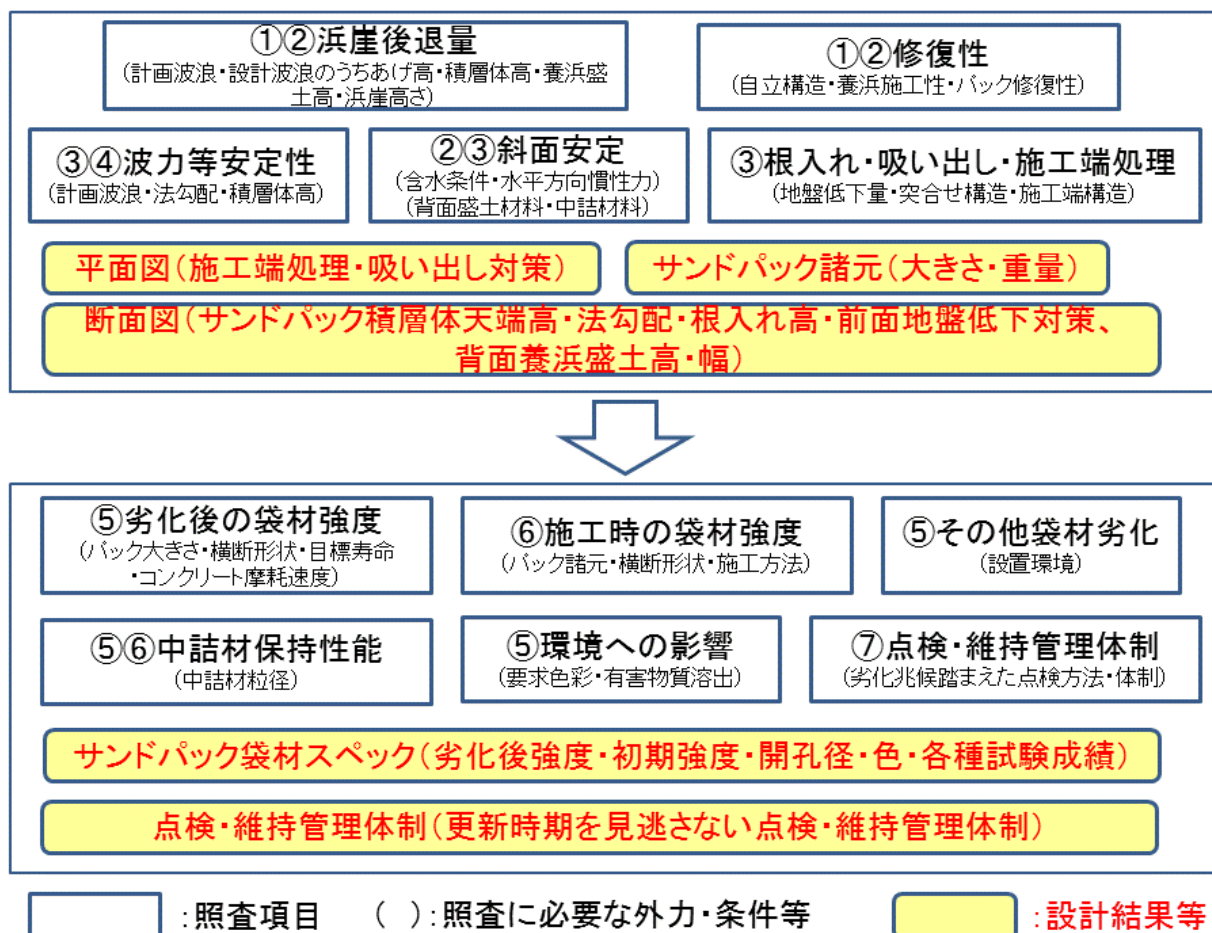 ①②浜崖後退量
(計画波浪・設計波浪のうちあげ高・積層体高・養浜盛
土高・浜崖高さ)
①②修復性
(自立構造・養浜施工性・パック修復性)
③④波力等安定性
(計画波浪・法勾配・積層体高)
②③斜面安定
(含水条件・水平方向慣性力)
(背面盛土材料・中詰材料)
③根入れ・吸い出し・施工端処理
(地盤低下量・突合せ構造・施工端構造)
平面図(施工端処理・吸い出し対策)
サンドパック諸元(大きさ・重量)
断面図(サンドパック積層体天端高・法勾配・根入れ高・前面地盤低下対策、
背面養浜盛土高・幅)
⑤劣化後の袋材強度
(パック大きさ・横断形状・目標寿命
・コンクリート摩耗速度)
⑥施工時の袋材強度
(パック諸元・横断形状・施工方法)
⑤その他袋材劣化
(設置環境)
⑤⑥中詰材保持性能
(中詰材粒径)
⑤環境への影響
(要求色彩・有害物質溶出)
⑦点検・維持管理体制
(劣化兆候踏まえた点検方法・体制)
サンドパック袋材スペック(劣化後強度・初期強度・開孔径・色・各種試験成績)
点検・維持管理体制(更新時期を見逃さない点検・維持管理体制)
:照査項目 ( ):照査に必要な外力・条件等 :設計結果等